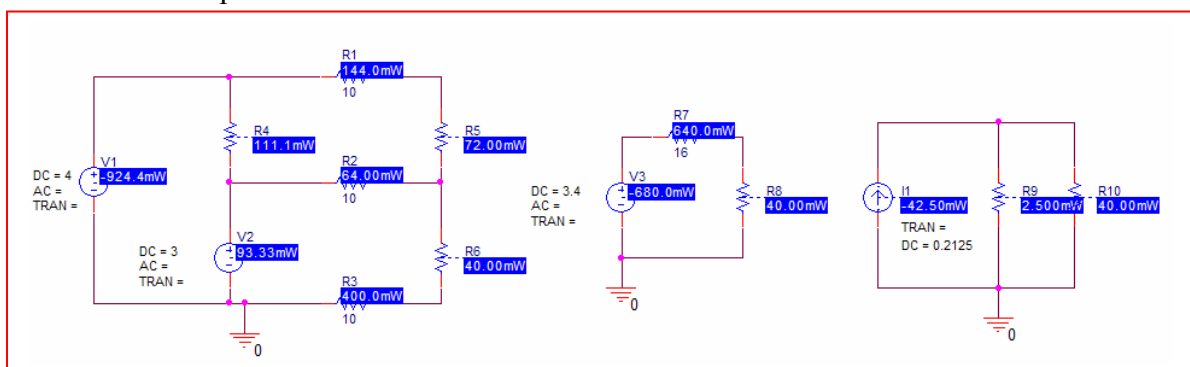 R1
144.0mW
10
R4
111.1mW
R5
72.00mW
V1
-924.4mW
DC = 4
AC =
TRAN =
R2
64.00mW
10
V2
93.33mW
DC = 3
AC =
TRAN =
R6
40.00mW
R3
400.0mW
10
0
R7
640.0mW
16
V3
-680.0mW
DC = 3.4
AC =
TRAN =
R8
40.00mW
0
I1
-42.50mW
TRAN =
DC = 0.2125
R9
2.500mW
R10
40.00mW
0